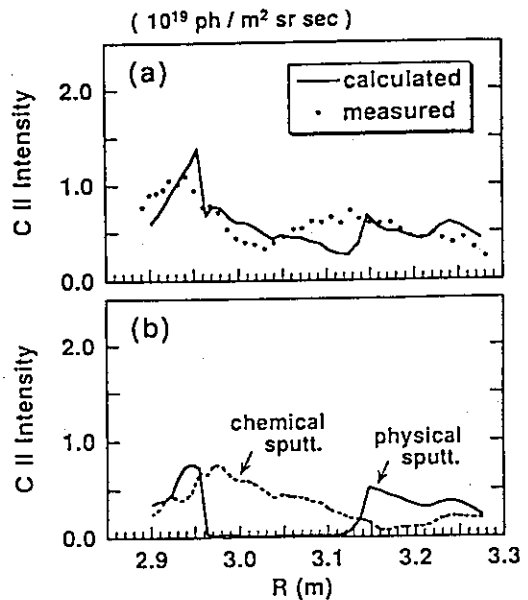 ( 10¹⁹ ph / m² sr sec )
(a)
calculated
measured
C II Intensity
2.0
1.0
0.0
(b)
chemical sputt.
physical sputt.
C II Intensity
2.0
1.0
0.0
2.9 3.0 3.1 3.2 3.3
R (m)